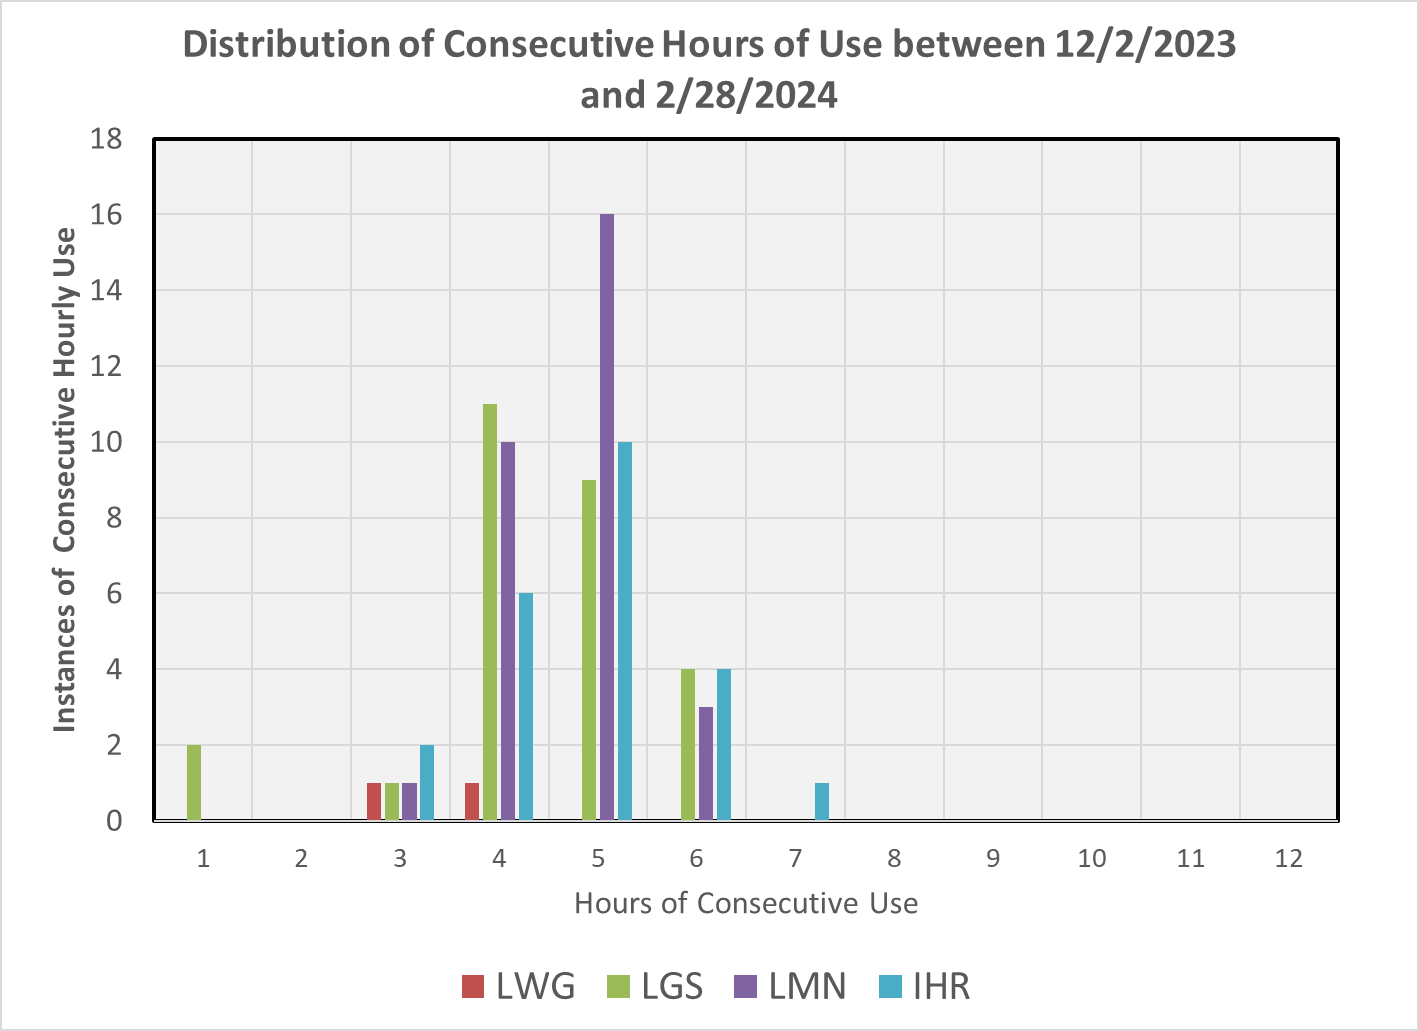 Distribution of Consecutive Hours of Use between 12/2/2023
and 2/28/2024
Instances of Consecutive Hourly Use
18
16
14
12
10
8
6
4
2
0
1 2 3 4 5 6 7 8 9 10 11 12
Hours of Consecutive Use
LWG LGS LMN IHR